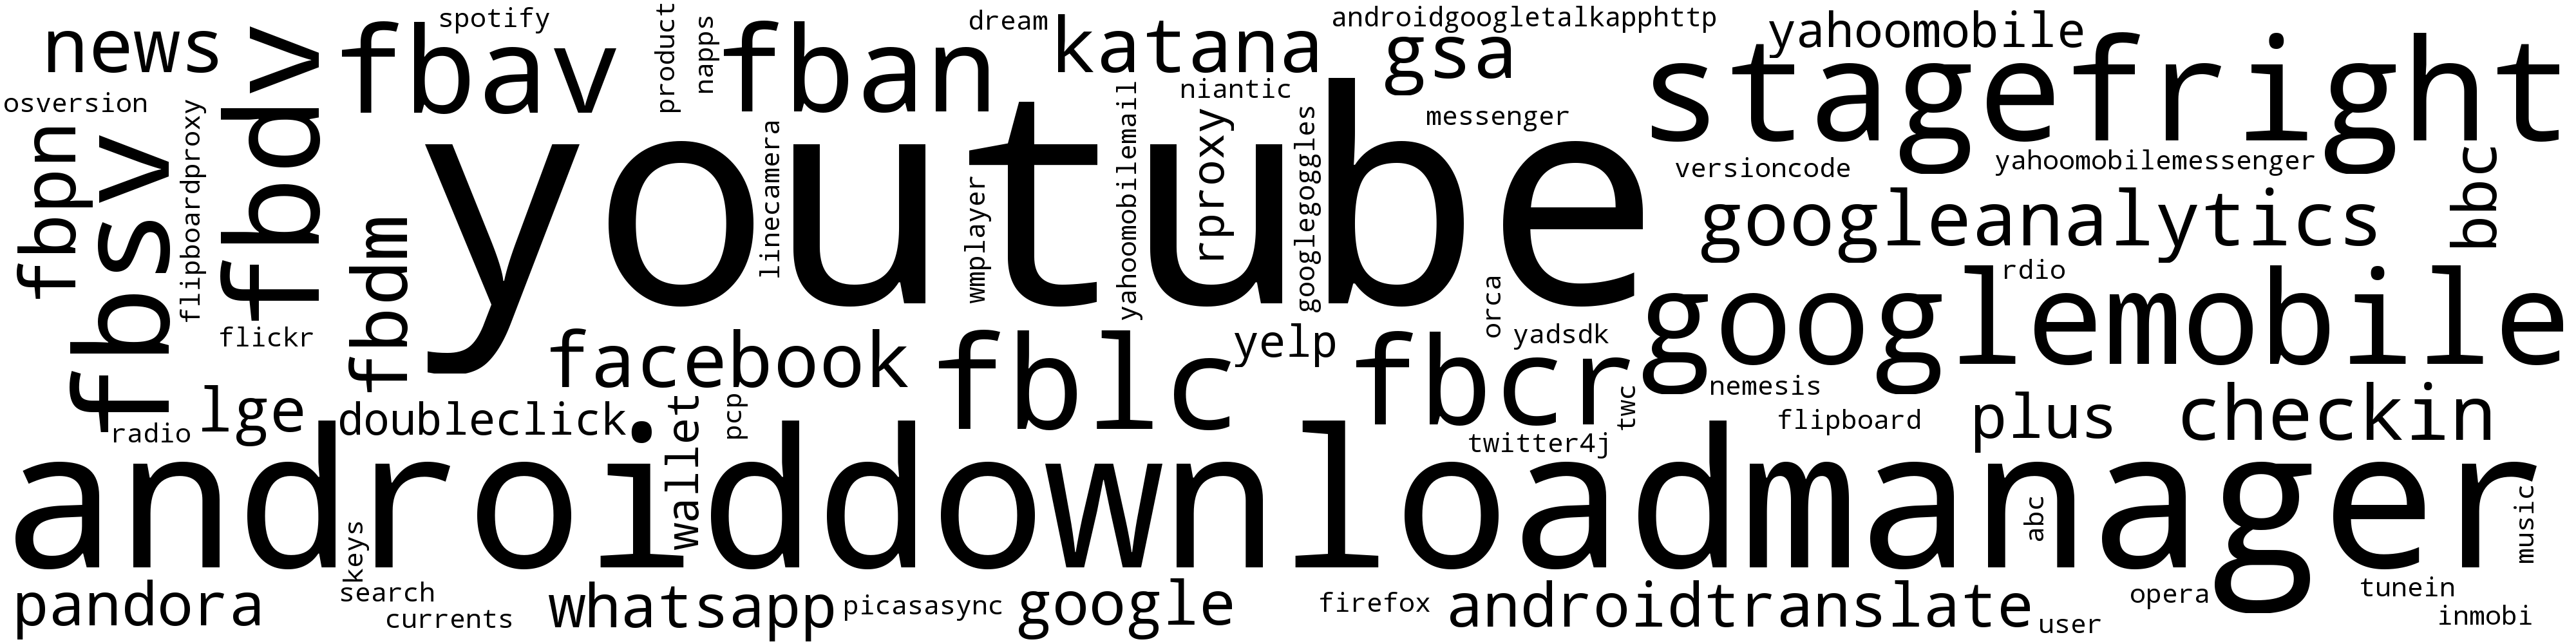 spotify
product
dream
androidgoogletalkapphttp
yahoomobile
news
fbdv
fbav
napps
fban
katana
gsa
stagefright
osversion
niantic
messenger
fbpn
fbsv
flipboardproxy
youtube
linecamera
wmplayer
yahoomobilemail
rproxy
googlegoggles
versioncode
yahoomobilemessenger
bbc
googleanalytics
fbdm
flickr
orca
rdio
googlemobile
facebook
fblc
yelp
fbcr
yadsdk
nemesis
radio
lge
doubleclick
wallet
pcp
twc
twitter4j
flipboard
plus
checkin
androiddownloadmanager
skeys
abc
music
pandora
search
currents
whatsapp
picasasync
google
firefox
androidtranslate
user
opera
tunein
inmobi